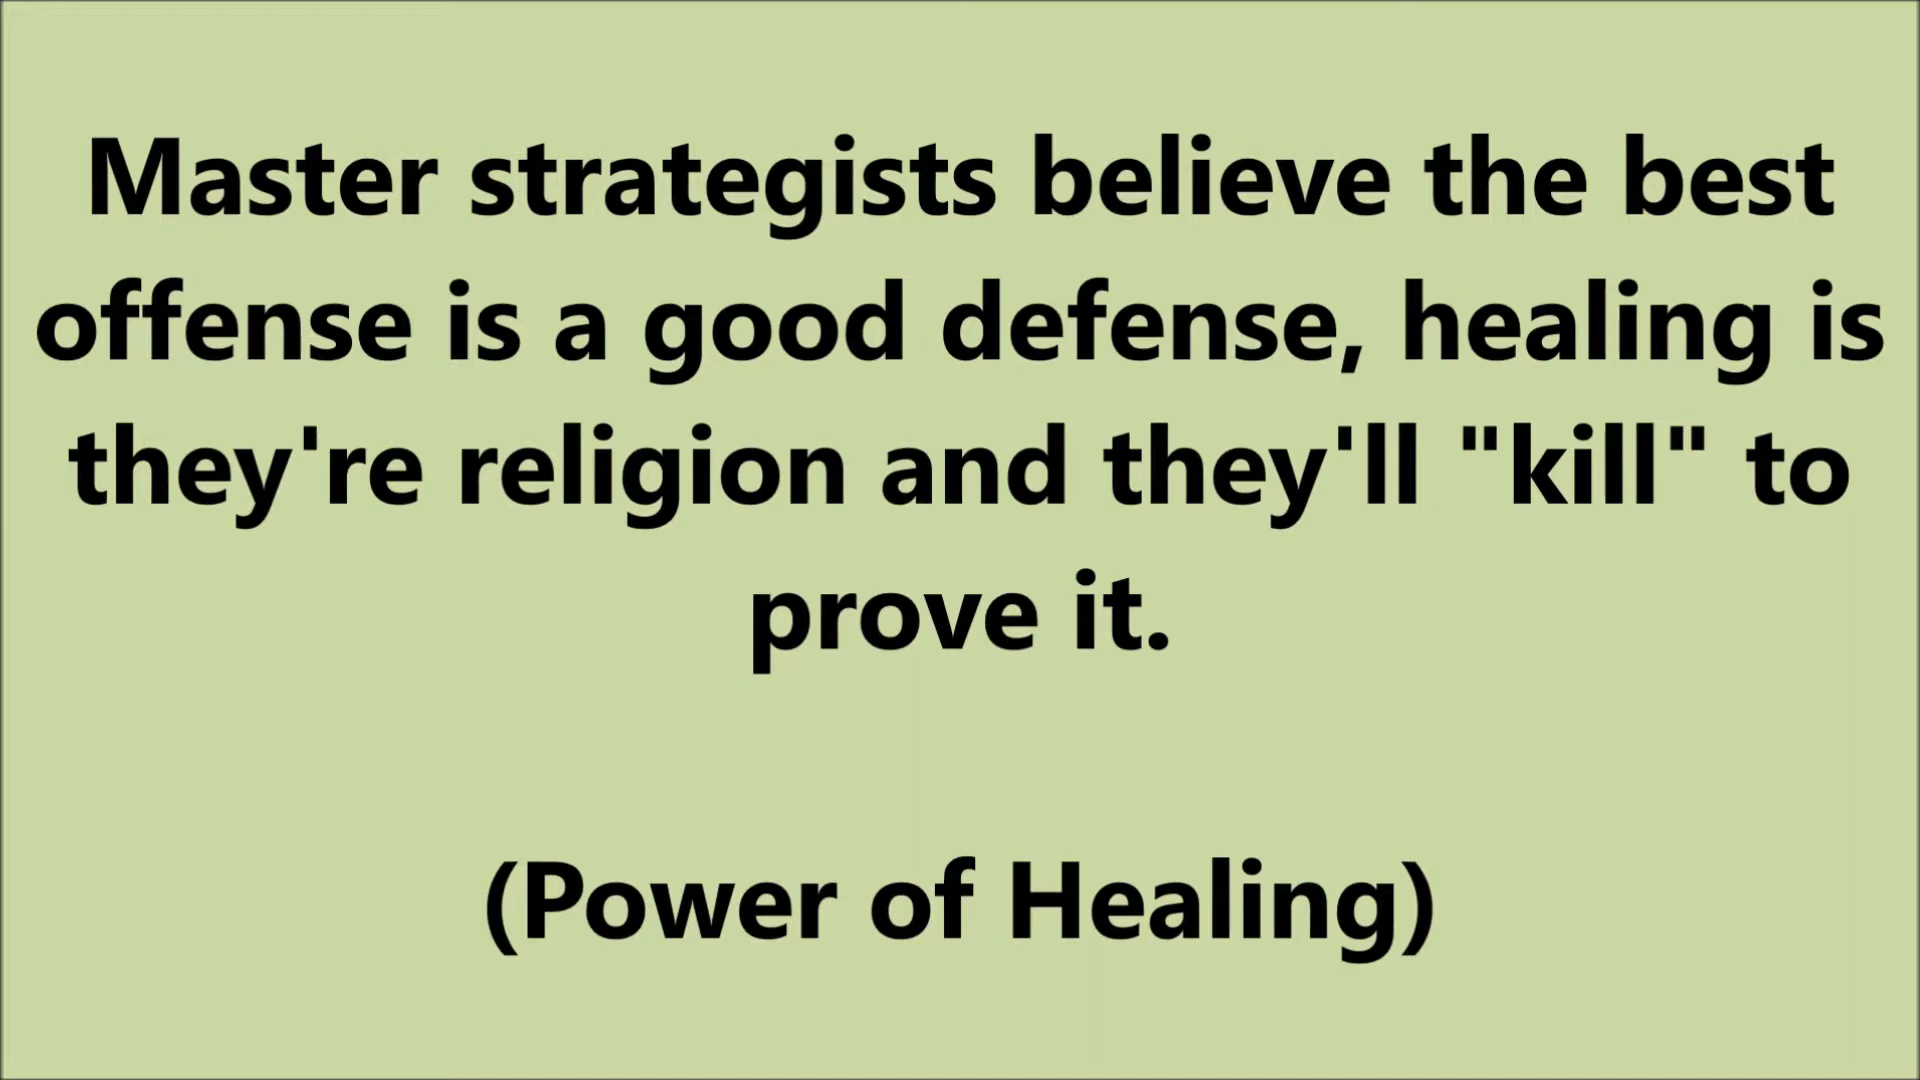 Master strategists believe the best
offense is a good defense, healing is
they're religion and they'll "kill" to
prove it.
(Power of Healing)